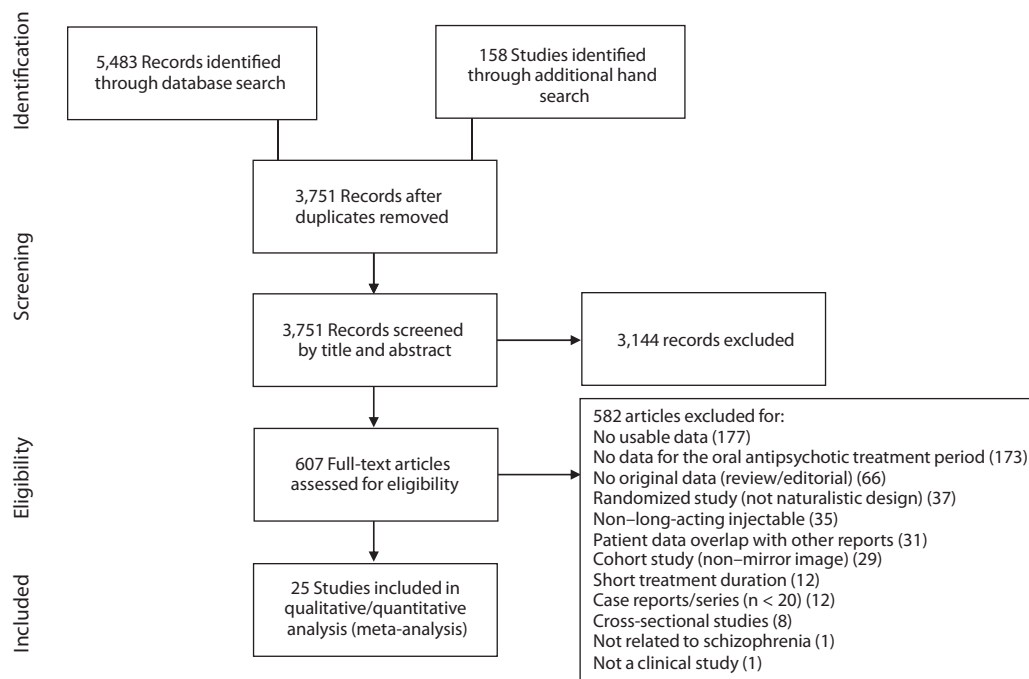 Identification
5,483 Records identified
through database search
158 Studies identified
through additional hand
search
3,751 Records after
duplicates removed
Screening
3,751 Records screened
by title and abstract
3,144 records excluded
Eligibility
607 Full-text articles
assessed for eligibility
582 articles excluded for:
No usable data (177)
No data for the oral antipsychotic treatment period (173)
No original data (review/editorial) (66)
Randomized study (not naturalistic design) (37)
Non–long-acting injectable (35)
Patient data overlap with other reports (31)
Cohort study (non–mirror image) (29)
Short treatment duration (12)
Case reports/series (n < 20) (12)
Cross-sectional studies (8)
Not related to schizophrenia (1)
Not a clinical study (1)
Included
25 Studies included in
qualitative/quantitative
analysis (meta-analysis)